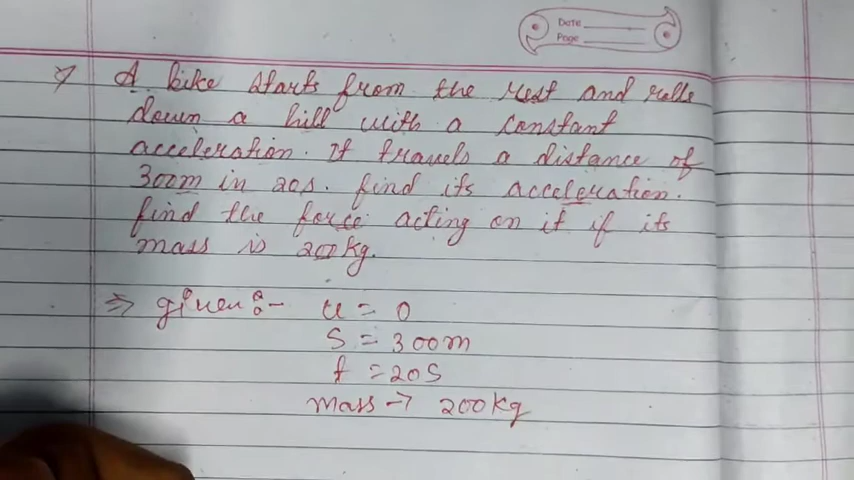 Date
Page
A bike starts from the rest and rolls
down a hill with a constant
acceleration. It travels a distance of
300m in 20s. find its acceleration.
find the force acting on it if its
mass is 200kg.
⇒ given :- u = 0
S = 300m
t = 20S
mass → 200kg